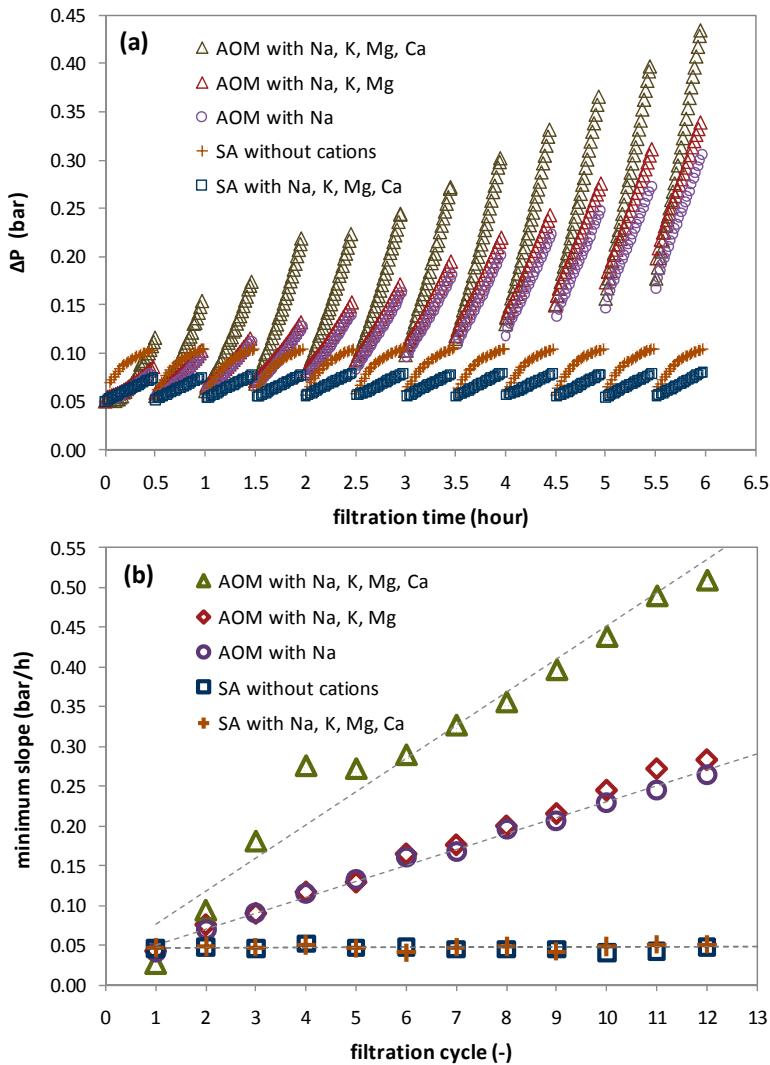 (a)
AOM with Na, K, Mg, Ca
AOM with Na, K, Mg
AOM with Na
SA without cations
SA with Na, K, Mg, Ca
ΔP (bar)
0.45
0.40
0.35
0.30
0.25
0.20
0.15
0.10
0.05
0.00
0 0.5 1 1.5 2 2.5 3 3.5 4 4.5 5 5.5 6 6.5
filtration time (hour)
(b)
AOM with Na, K, Mg, Ca
AOM with Na, K, Mg
AOM with Na
SA without cations
SA with Na, K, Mg, Ca
minimum slope (bar/h)
0.55
0.50
0.45
0.40
0.35
0.30
0.25
0.20
0.15
0.10
0.05
0.00
0 1 2 3 4 5 6 7 8 9 10 11 12 13
filtration cycle (-)